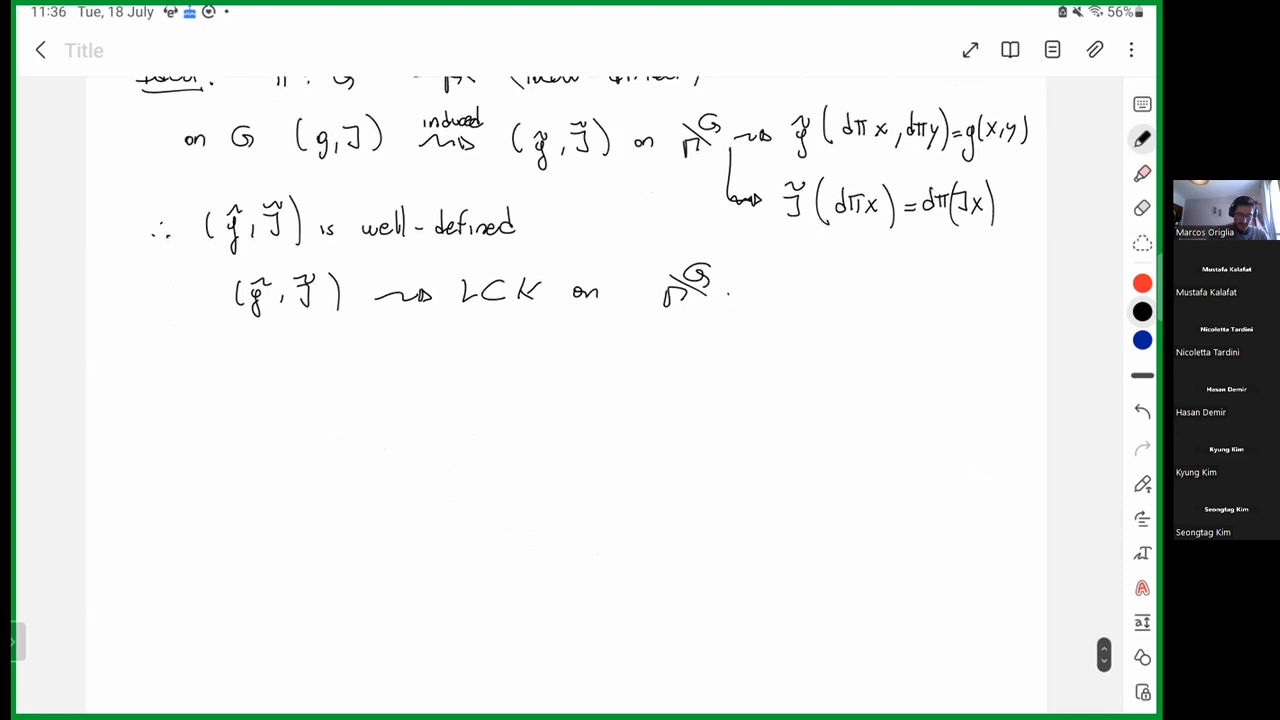 11:36 Tue, 18 July
56%
Title
on G (g, J) induced ⇝ (g̃, J̃) on Γ\G ⇝ g̃(dπx, dπy) = g(x,y)
⇝ J̃(dπx) = dπ(Jx)
∴ (g̃, J̃) is well-defined
(g̃, J̃) ⇝ LCK on Γ\G.
Marcos Origlia
Mustafa Kalafat
Mustafa Kalafat
Nicoletta Tardini
Nicoletta Tardini
Hasan Demir
Hasan Demir
Kyung Kim
Kyung Kim
Seongtag Kim
Seongtag Kim